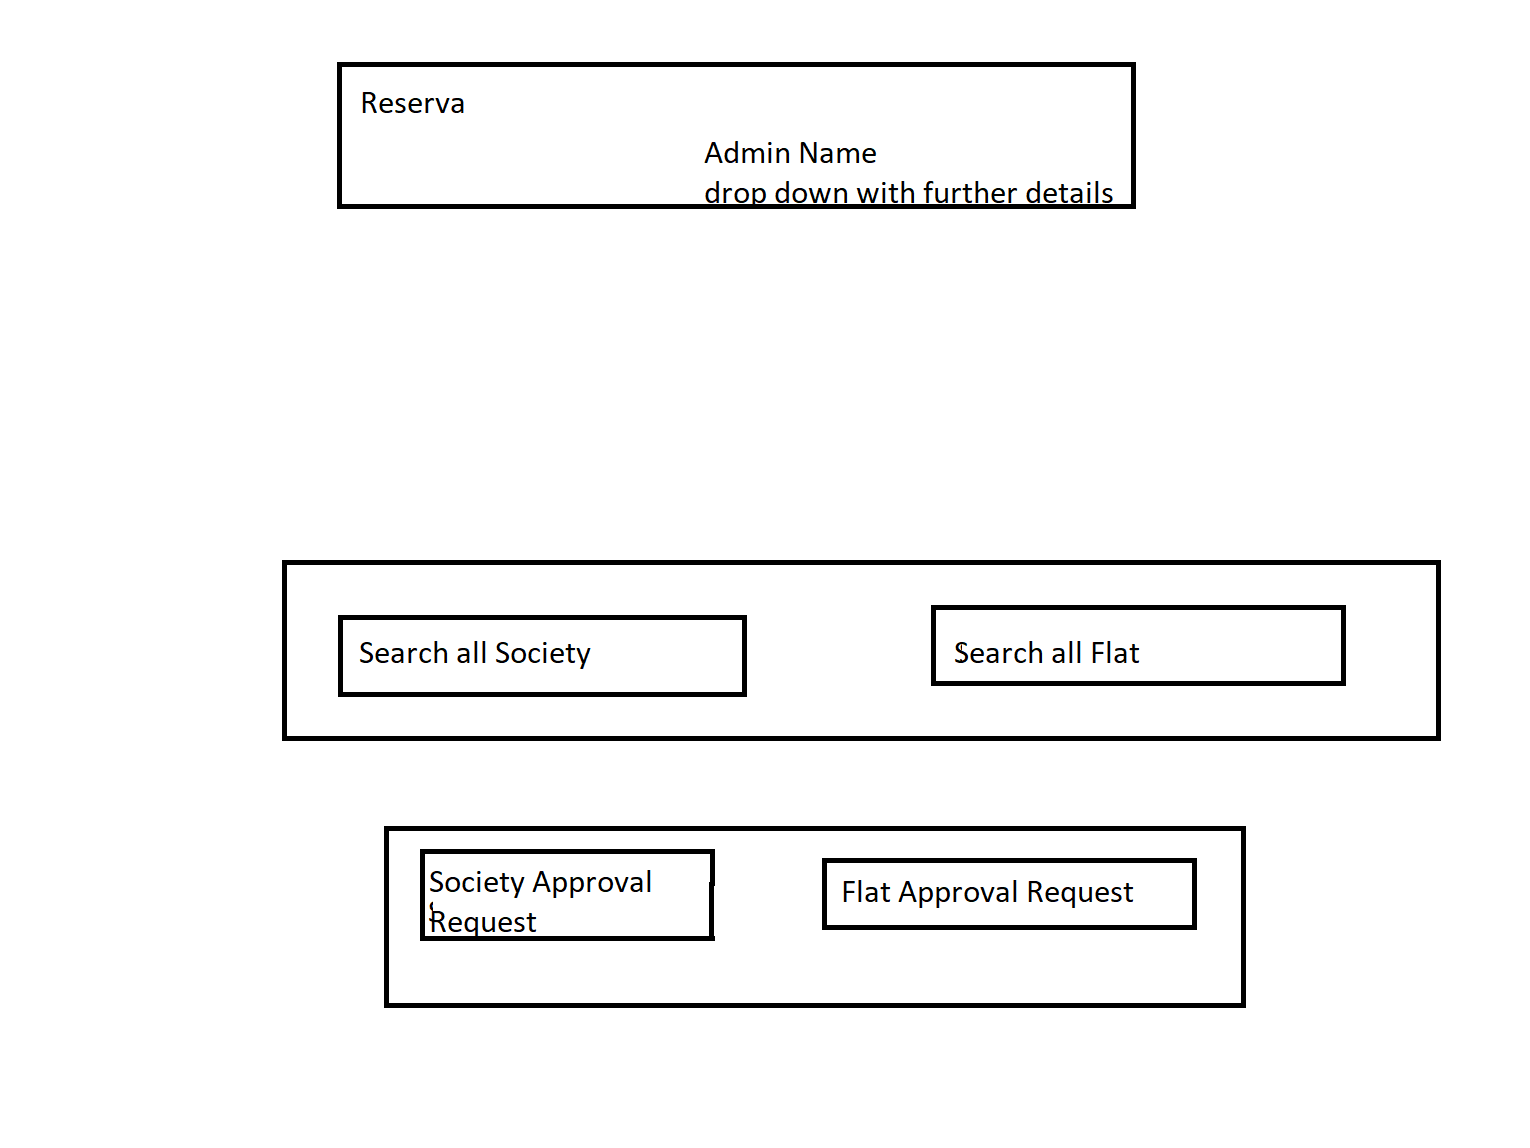 Reserva
Admin Name
drop down with further details
Search all Society
Search all Flat
Society Approval
Request
Flat Approval Request